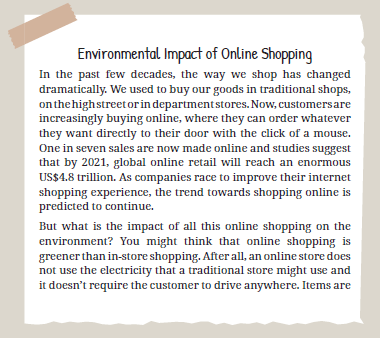 Environmental Impact of Online Shopping
In the past few decades, the way we shop has changed
dramatically. We used to buy our goods in traditional shops,
on the high street or in department stores. Now, customers are
increasingly buying online, where they can order whatever
they want directly to their door with the click of a mouse.
One in seven sales are now made online and studies suggest
that by 2021, global online retail will reach an enormous
US$4.8 trillion. As companies race to improve their internet
shopping experience, the trend towards shopping online is
predicted to continue.
But what is the impact of all this online shopping on the
environment? You might think that online shopping is
greener than in-store shopping. After all, an online store does
not use the electricity that a traditional store might use and
it doesn't require the customer to drive anywhere. Items are